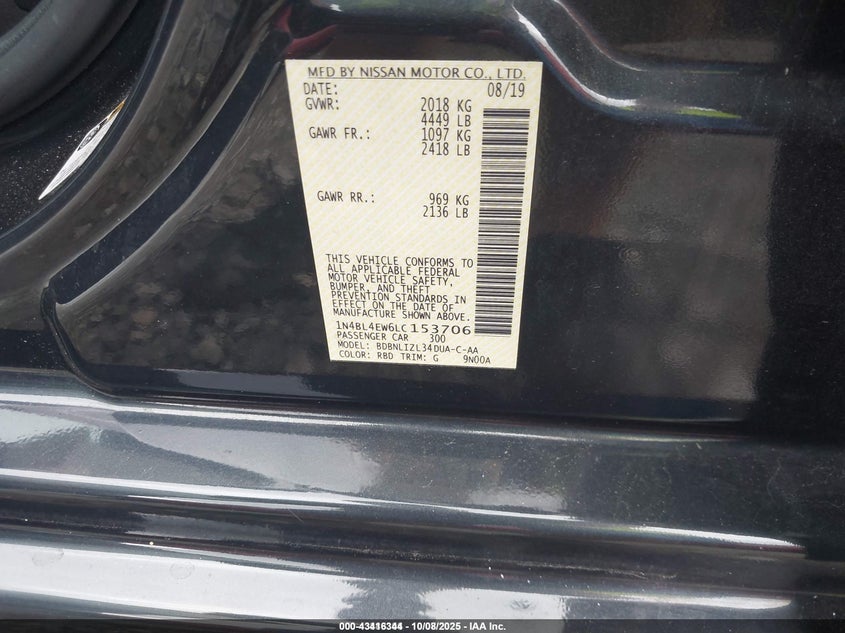 MFD BY NISSAN MOTOR CO., LTD.
DATE: 08/19
GVWR: 2018 KG
4449 LB
GAWR FR.: 1097 KG
2418 LB
GAWR RR.: 969 KG
2136 LB
THIS VEHICLE CONFORMS TO
ALL APPLICABLE FEDERAL
MOTOR VEHICLE SAFETY,
BUMPER, AND THEFT
PREVENTION STANDARDS IN
EFFECT ON THE DATE OF
MANUFACTURE SHOWN ABOVE.
1N4BL4EW6LC153706
PASSENGER CAR 300
MODEL: BDBNLIZL34DUA-C-AA
COLOR: RBD TRIM: G 9N00A
000-43416344 - 10/08/2025 - IAA Inc.